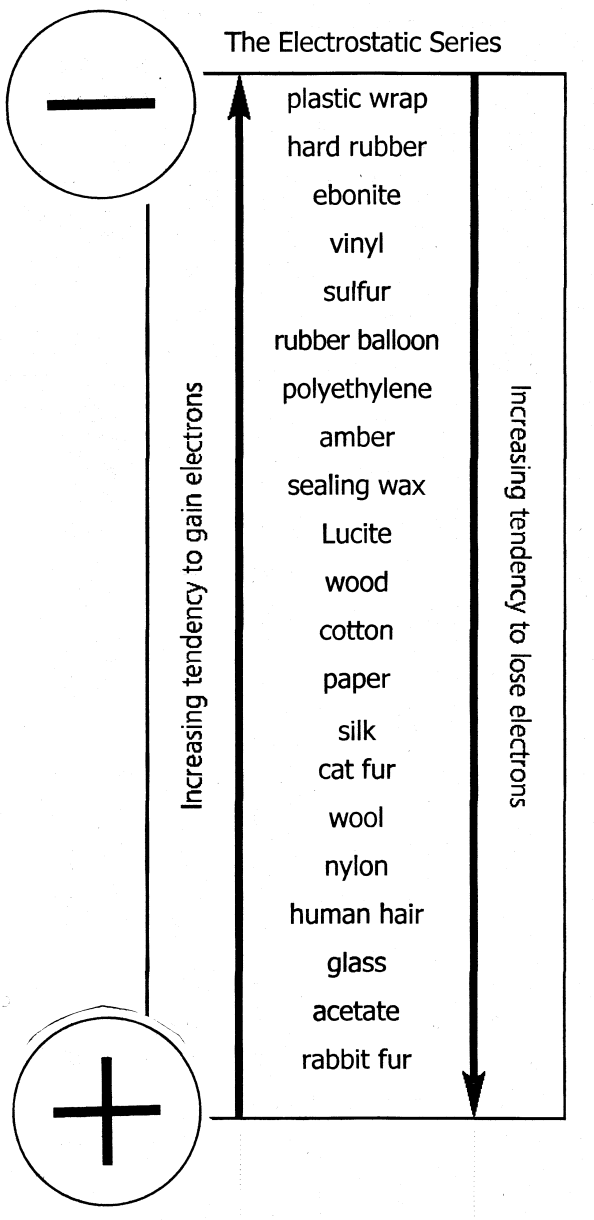 The Electrostatic Series
plastic wrap
hard rubber
ebonite
vinyl
sulfur
rubber balloon
polyethylene
amber
sealing wax
Lucite
wood
cotton
paper
silk
cat fur
wool
nylon
human hair
glass
acetate
rabbit fur
Increasing tendency to gain electrons
Increasing tendency to lose electrons